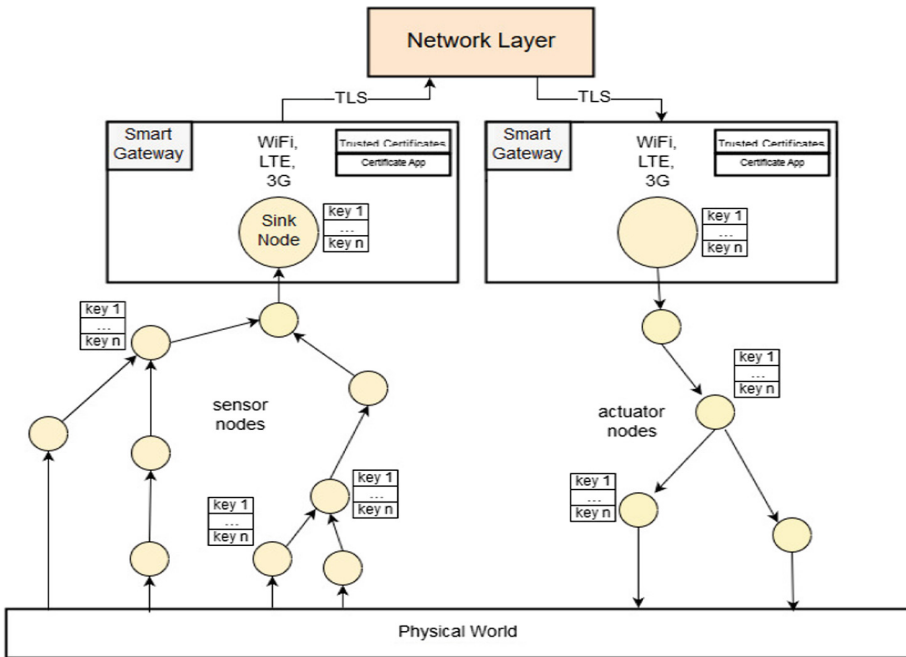 Network Layer
TLS
TLS
Smart
Gateway
WiFi,
LTE,
3G
Trusted Certificates
Certificate App
Sink
Node
key 1
...
key n
Smart
Gateway
WiFi,
LTE,
3G
Trusted Certificates
Certificate App
key 1
...
key n
key 1
...
key n
sensor
nodes
key 1
...
key n
key 1
...
key n
key 1
...
key n
actuator
nodes
key 1
...
key n
Physical World